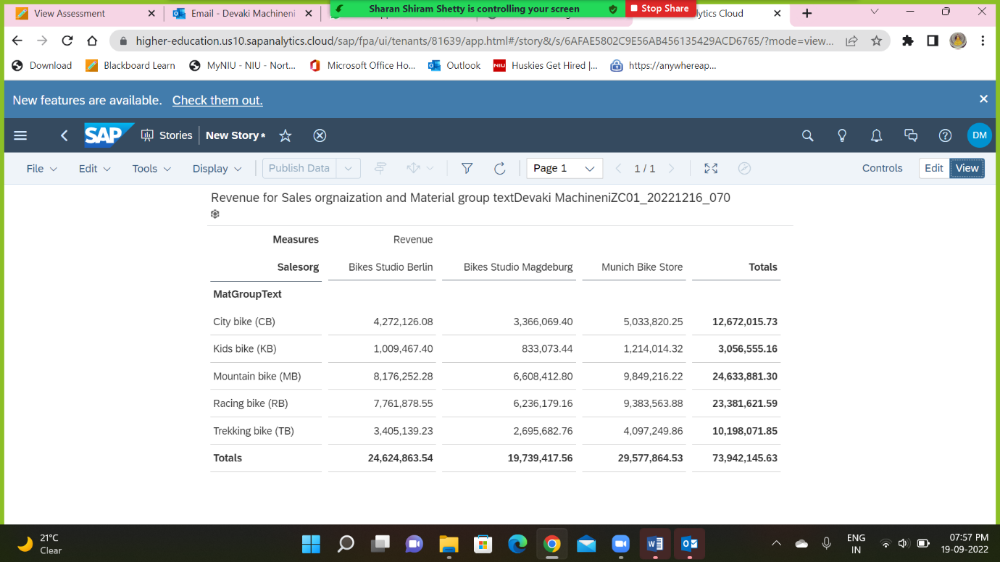 View Assessment
Email - Devaki Machineni
Sharan Shiram Shetty is controlling your screen
Stop Share
lytics Cloud
higher-education.us10.sapanalytics.cloud/sap/fpa/ui/tenants/81639/app.html#/story&/s/6AFAE5802C9E56AB456135429ACD6765/?mode=view...
Download Blackboard Learn MyNIU - NIU - Nort... Microsoft Office Ho... Outlook NIU Huskies Get Hired |... https://anywhereap...
New features are available. Check them out.
SAP Stories New Story* DM
File Edit Tools Display Publish Data Page 1 1 / 1 Controls Edit View
Revenue for Sales orgnaization and Material group textDevaki MachineniZC01_20221216_070
Measures Revenue
Salesorg Bikes Studio Berlin Bikes Studio Magdeburg Munich Bike Store Totals
MatGroupText
City bike (CB) 4,272,126.08 3,366,069.40 5,033,820.25 12,672,015.73
Kids bike (KB) 1,009,467.40 833,073.44 1,214,014.32 3,056,555.16
Mountain bike (MB) 8,176,252.28 6,608,412.80 9,849,216.22 24,633,881.30
Racing bike (RB) 7,761,878.55 6,236,179.16 9,383,563.88 23,381,621.59
Trekking bike (TB) 3,405,139.23 2,695,682.76 4,097,249.86 10,198,071.85
Totals 24,624,863.54 19,739,417.56 29,577,864.53 73,942,145.63
21°C
Clear
ENG
IN
07:57 PM
19-09-2022